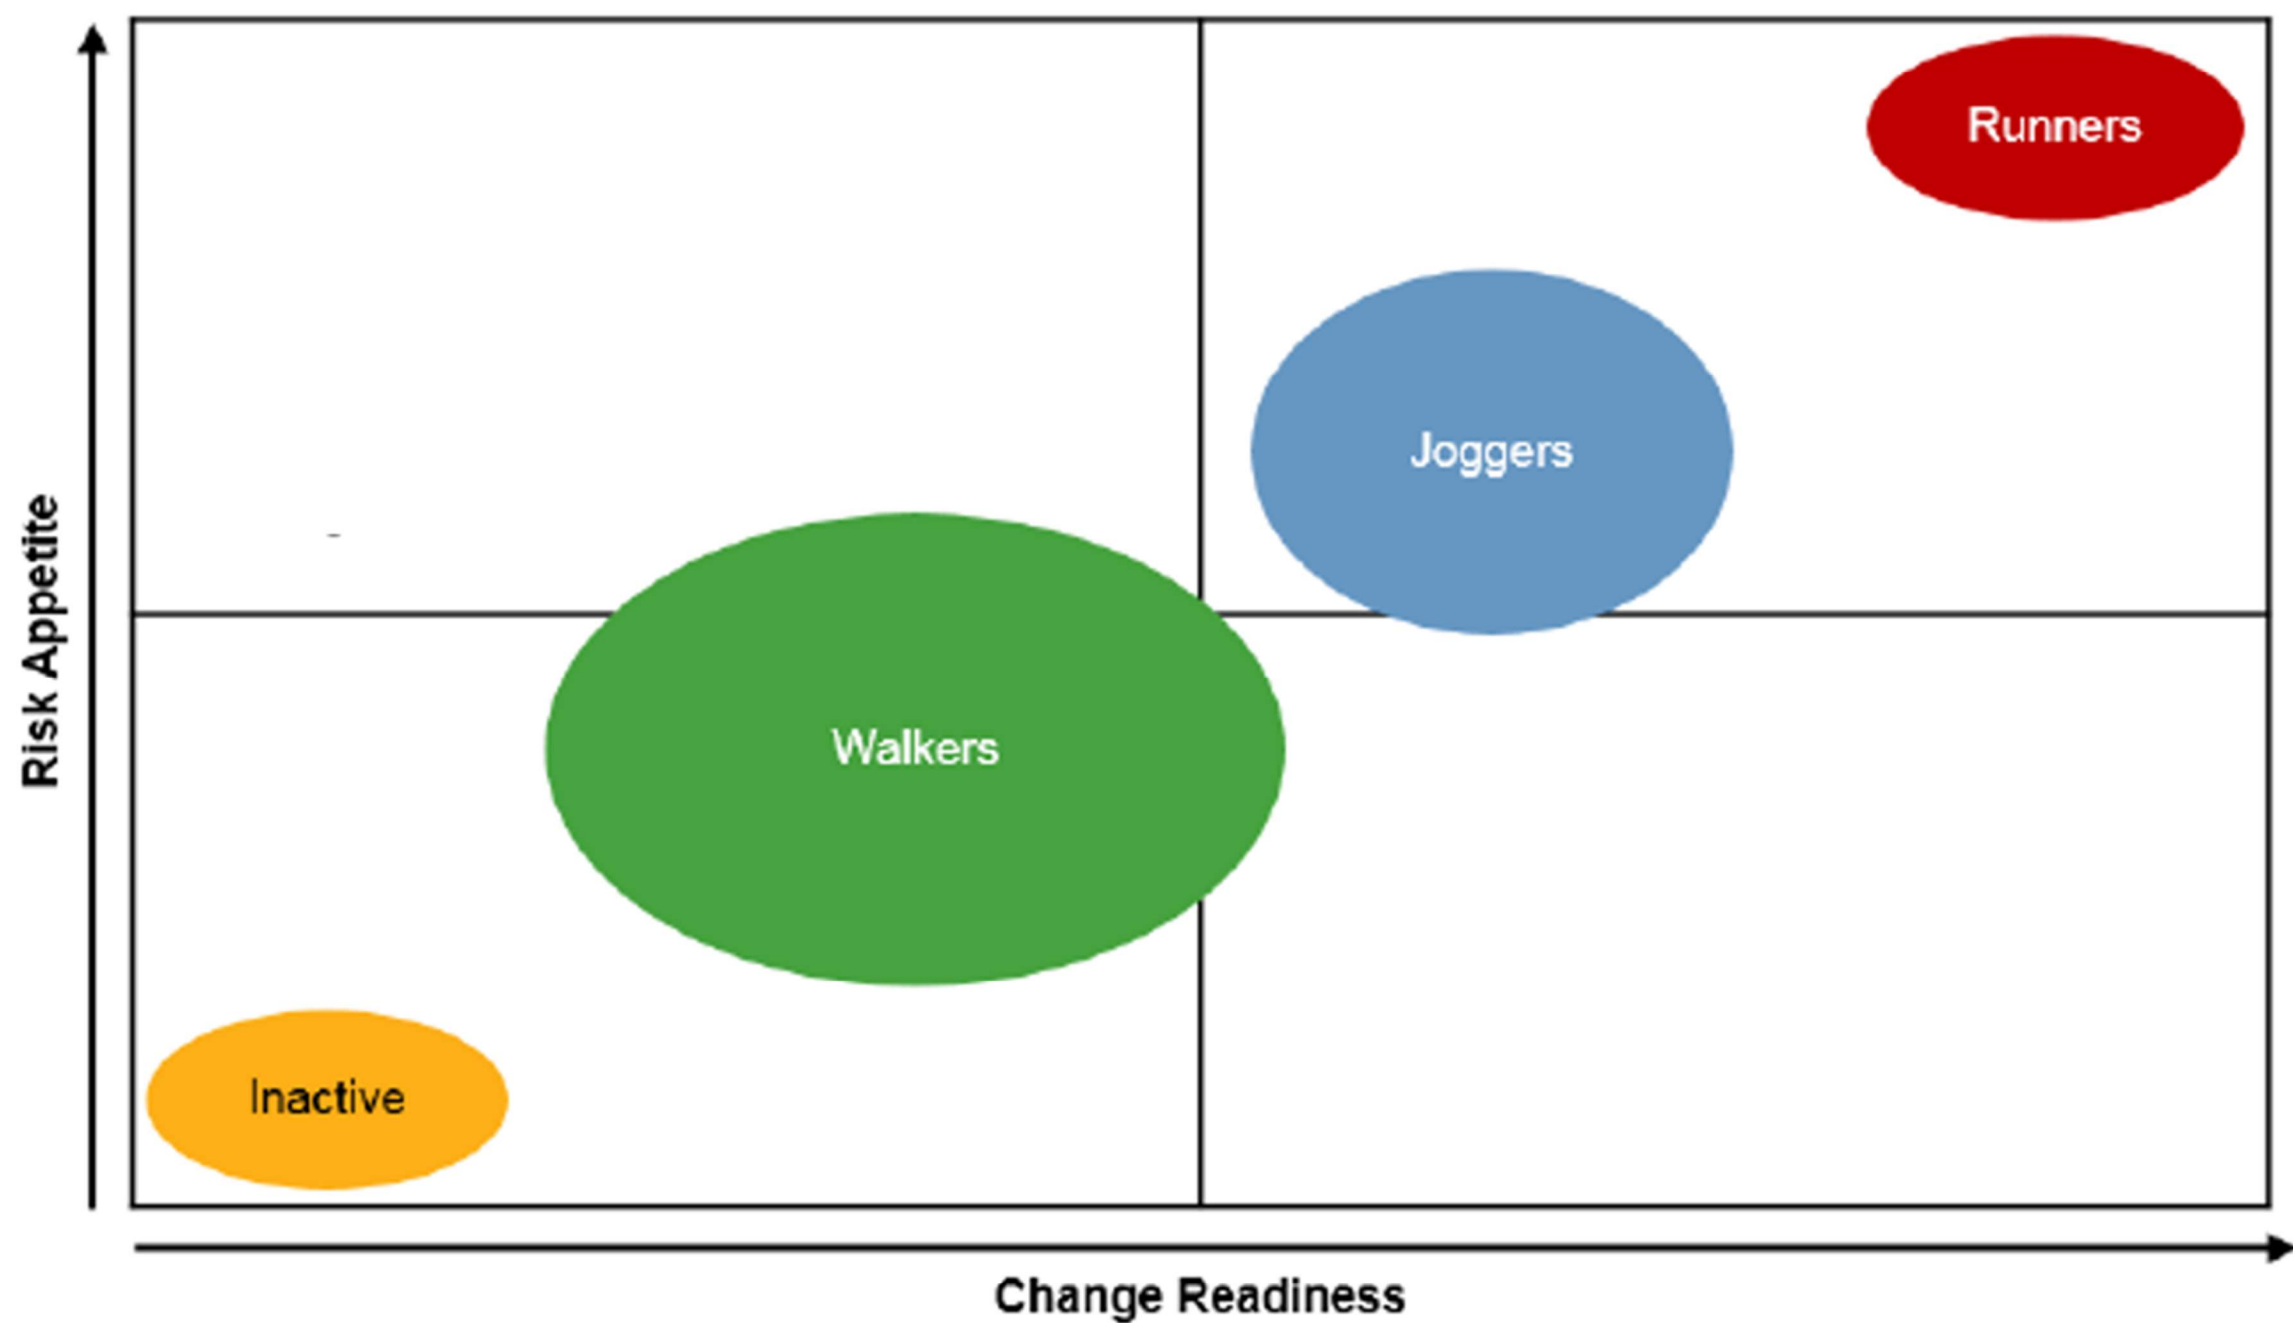 Runners
Joggers
Walkers
Inactive
Risk Appetite
Change Readiness